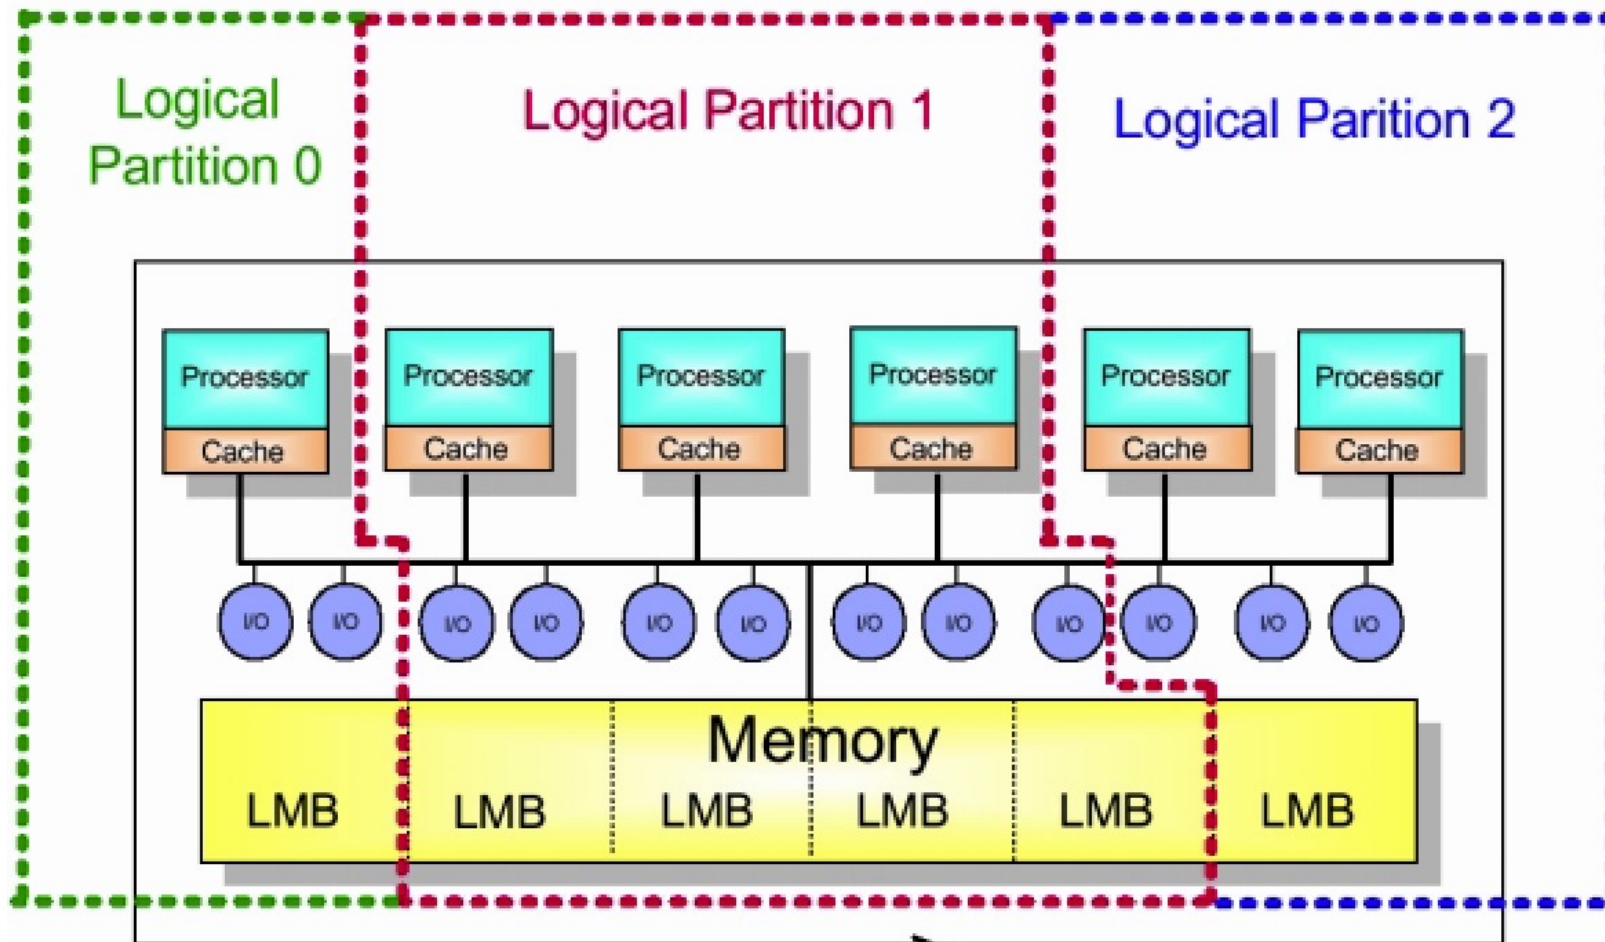 Logical
Partition 0
Logical Partition 1
Logical Parition 2
Processor Processor Processor Processor Processor Processor
Cache Cache Cache Cache Cache Cache
I/O I/O I/O I/O I/O I/O I/O I/O I/O I/O I/O I/O
Memory
LMB LMB LMB LMB LMB LMB